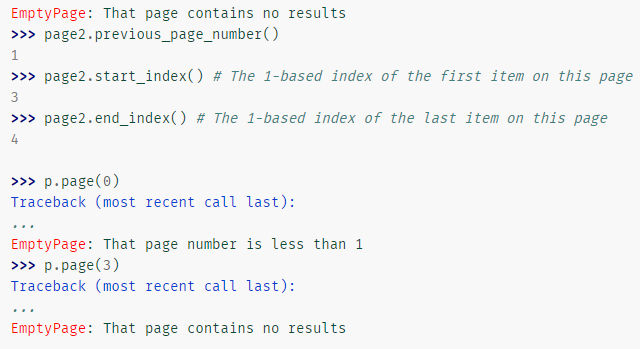 EmptyPage: That page contains no results
>>> page2.previous_page_number()
1
>>> page2.start_index() # The 1-based index of the first item on this page
3
>>> page2.end_index() # The 1-based index of the last item on this page
4
>>> p.page(0)
Traceback (most recent call last):
...
EmptyPage: That page number is less than 1
>>> p.page(3)
Traceback (most recent call last):
...
EmptyPage: That page contains no results